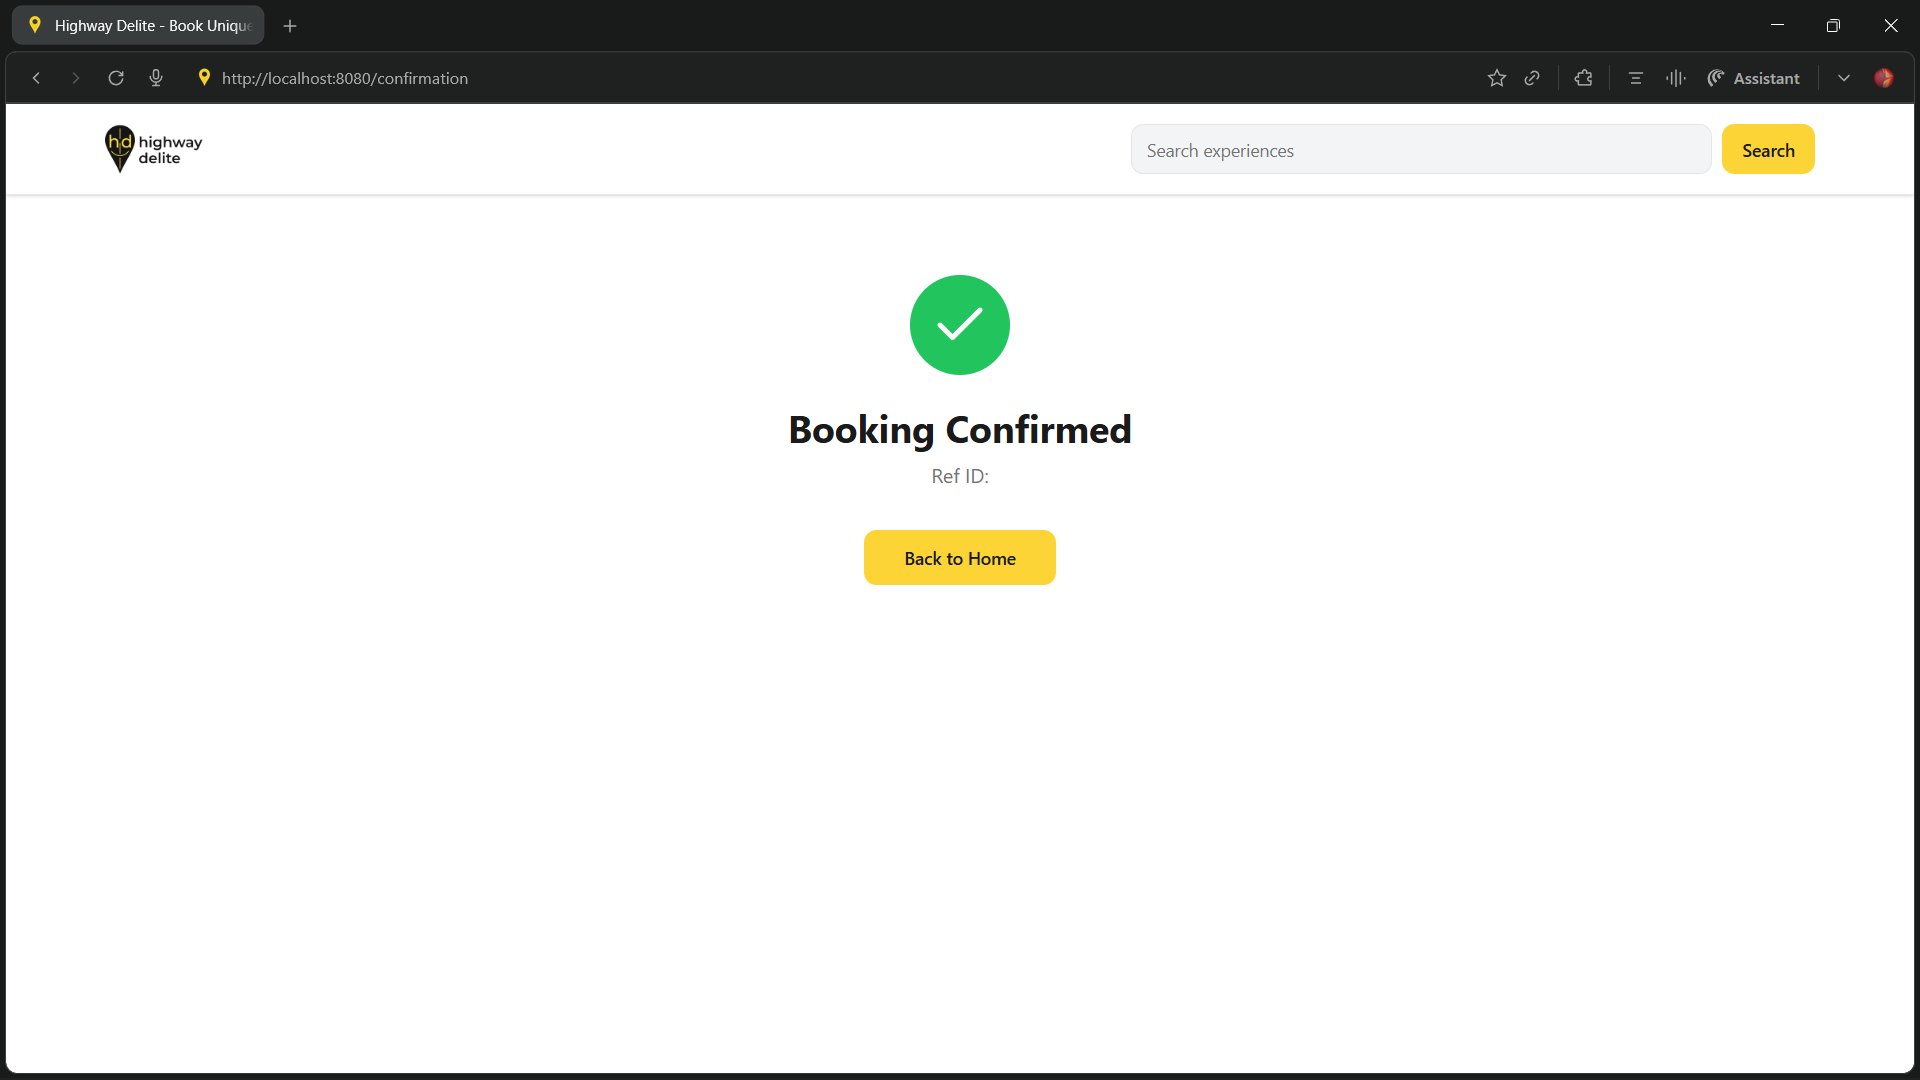 Highway Delite - Book Unique
http://localhost:8080/confirmation
Assistant
hd highway
delite
Search experiences
Search
Booking Confirmed
Ref ID:
Back to Home